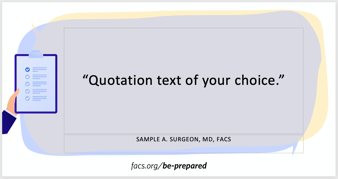 “Quotation text of your choice.”
SAMPLE A. SURGEON, MD, FACS
facs.org/be-prepared